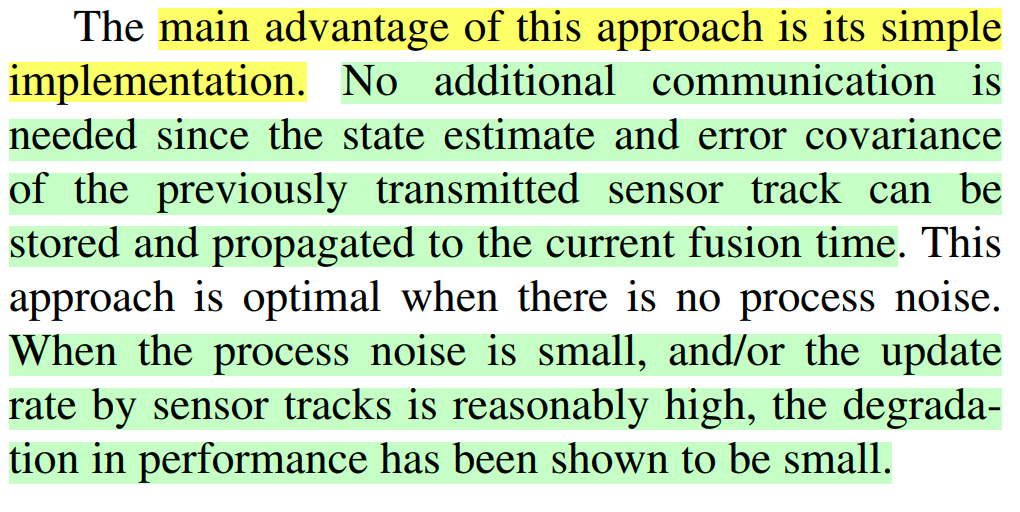 The main advantage of this approach is its simple
implementation. No additional communication is
needed since the state estimate and error covariance
of the previously transmitted sensor track can be
stored and propagated to the current fusion time. This
approach is optimal when there is no process noise.
When the process noise is small, and/or the update
rate by sensor tracks is reasonably high, the degrada-
tion in performance has been shown to be small.